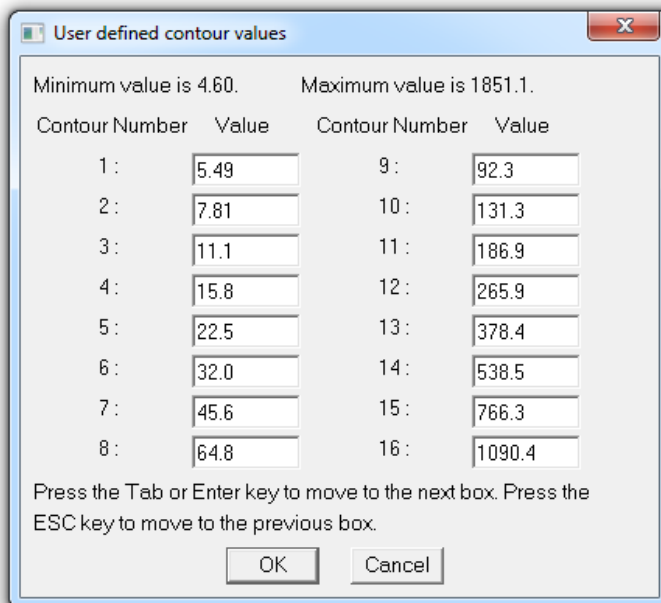 User defined contour values
Minimum value is 4.60. Maximum value is 1851.1.
Contour Number Value Contour Number Value
1 : 5.49 9 : 92.3
2 : 7.81 10 : 131.3
3 : 11.1 11 : 186.9
4 : 15.8 12 : 265.9
5 : 22.5 13 : 378.4
6 : 32.0 14 : 538.5
7 : 45.6 15 : 766.3
8 : 64.8 16 : 1090.4
Press the Tab or Enter key to move to the next box. Press the
ESC key to move to the previous box.
OK Cancel